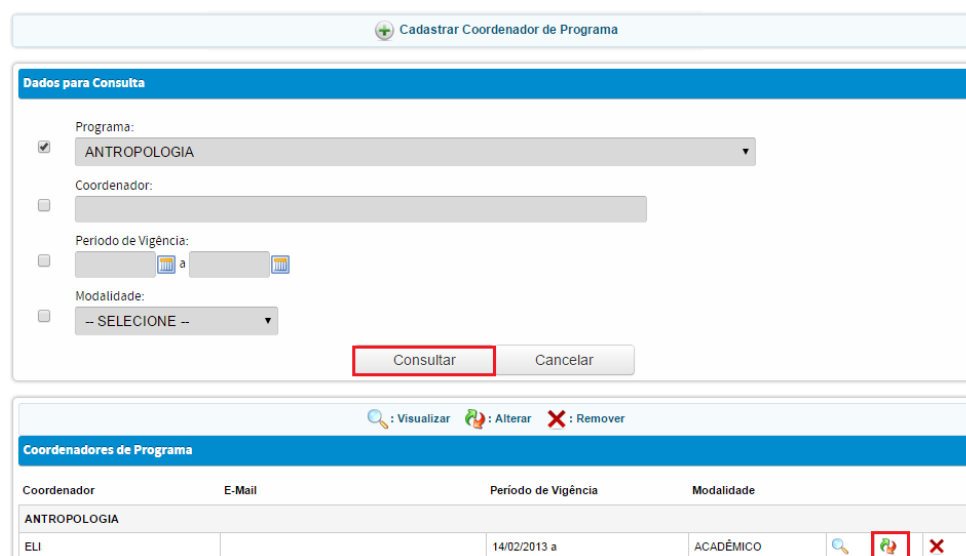 Cadastrar Coordenador de Programa
Dados para Consulta
Programa:
ANTROPOLOGIA
Coordenador:
Período de Vigência:
a
Modalidade:
-- SELECIONE --
Consultar Cancelar
: Visualizar : Alterar : Remover
Coordenadores de Programa
Coordenador E-Mail Período de Vigência Modalidade
ANTROPOLOGIA
ELI 14/02/2013 a ACADÊMICO